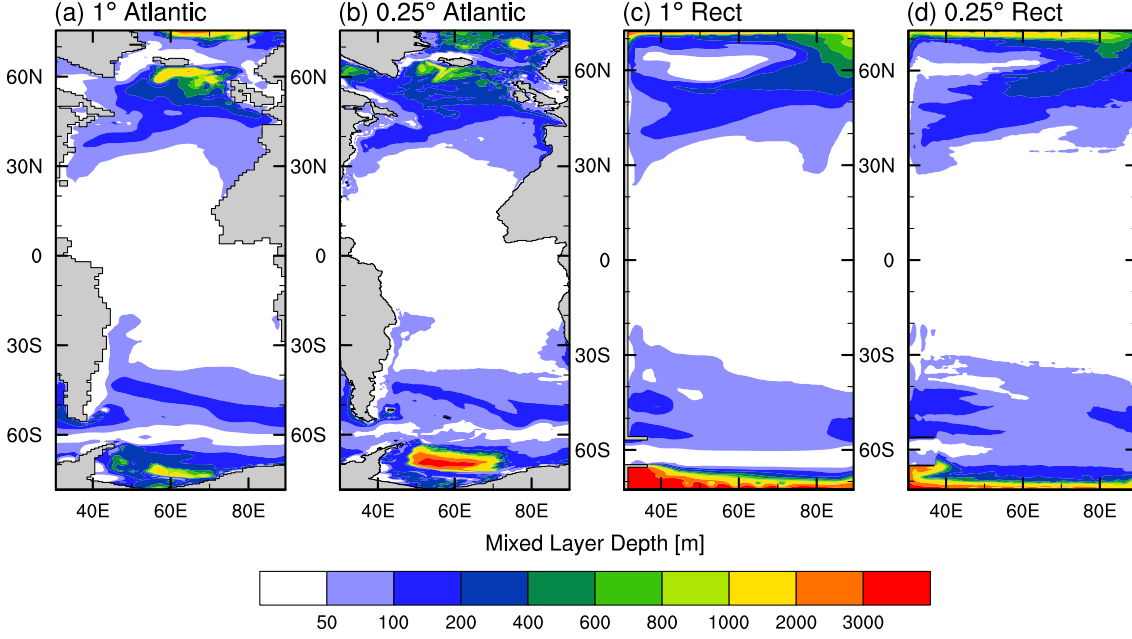 (a) 1° Atlantic (b) 0.25° Atlantic (c) 1° Rect (d) 0.25° Rect
60N 60N 60N 60N
30N 30N 30N 30N
0 0 0 0
30S 30S 30S 30S
60S 60S 60S 60S
40E 60E 80E 40E 60E 80E 40E 60E 80E 40E 60E 80E
Mixed Layer Depth [m]
50 100 200 400 600 800 1000 2000 3000